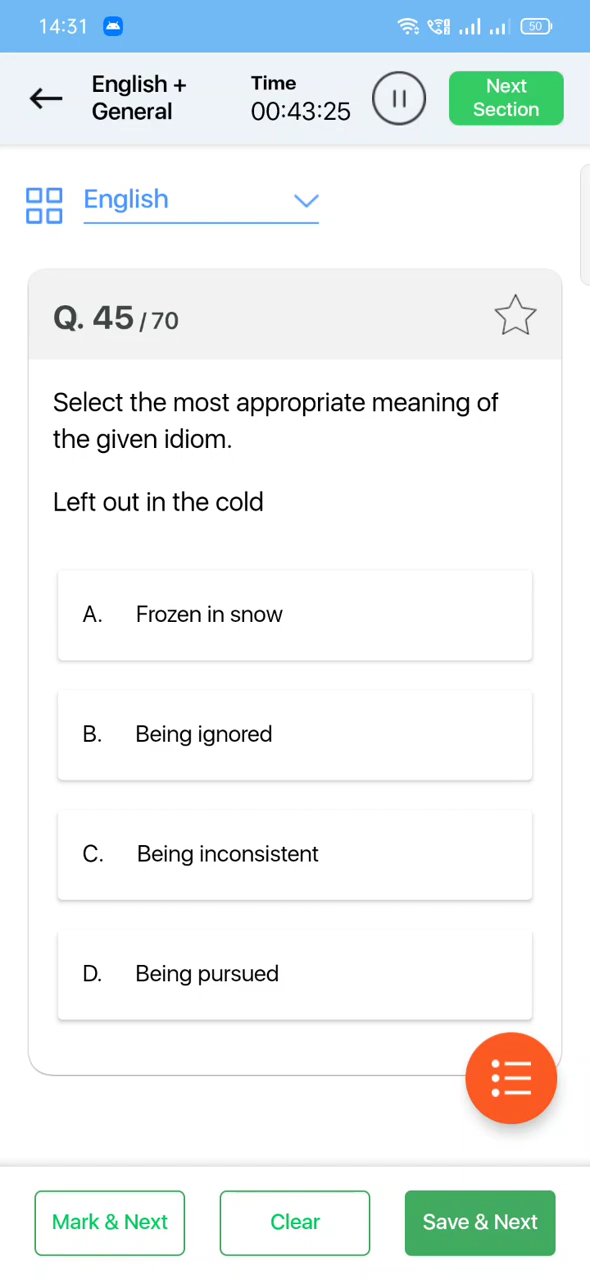 14:31
50
English +
General
Time
00:43:25
Next
Section
English
Q. 45 / 70
Select the most appropriate meaning of
the given idiom.
Left out in the cold
A. Frozen in snow
B. Being ignored
C. Being inconsistent
D. Being pursued
Mark & Next
Clear
Save & Next